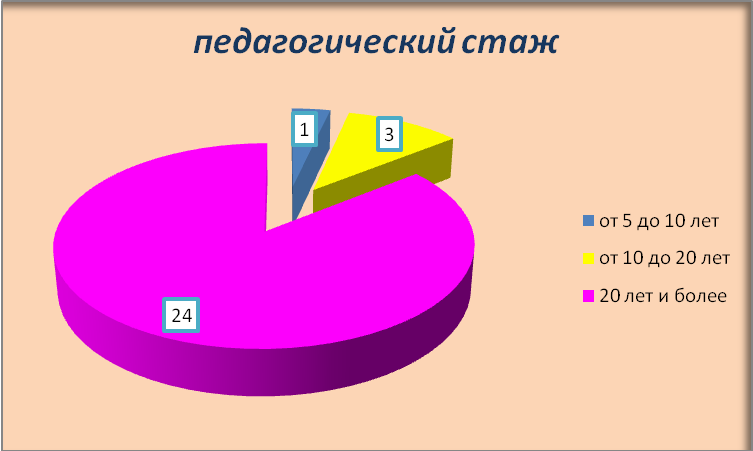 педагогический стаж
1
3
24
от 5 до 10 лет
от 10 до 20 лет
20 лет и более